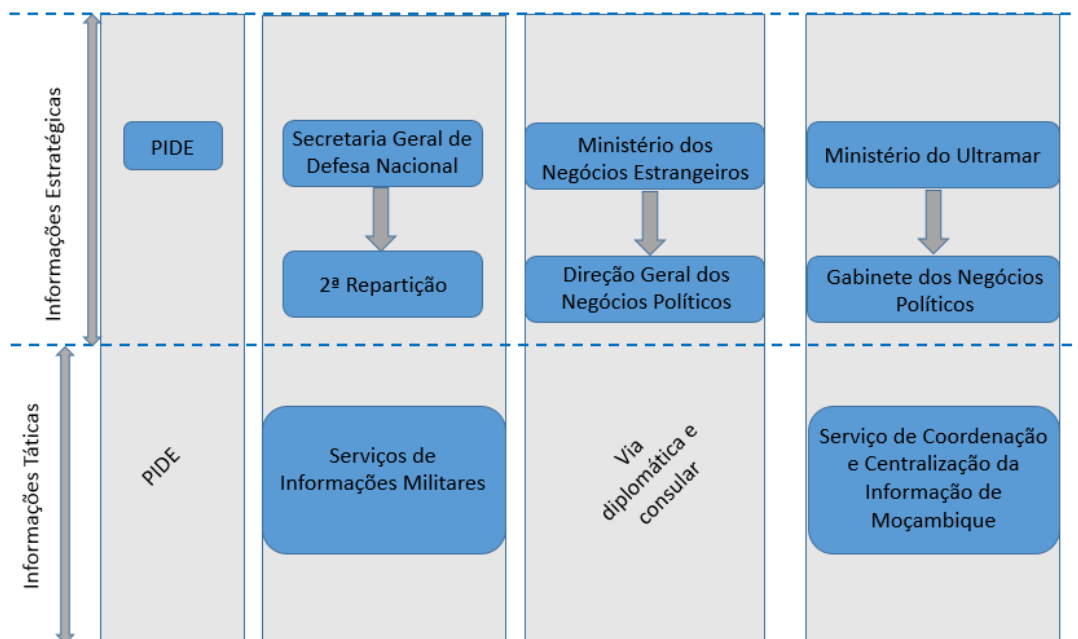 Informações Estratégicas
PIDE
Secretaria Geral de
Defesa Nacional
Ministério dos
Negócios Estrangeiros
Ministério do Ultramar
2ª Repartição
Direção Geral dos
Negócios Políticos
Gabinete dos Negócios
Políticos
Informações Táticas
PIDE
Serviços de
Informações Militares
Via
diplomática e
consular
Serviço de Coordenação
e Centralização da
Informação de
Moçambique